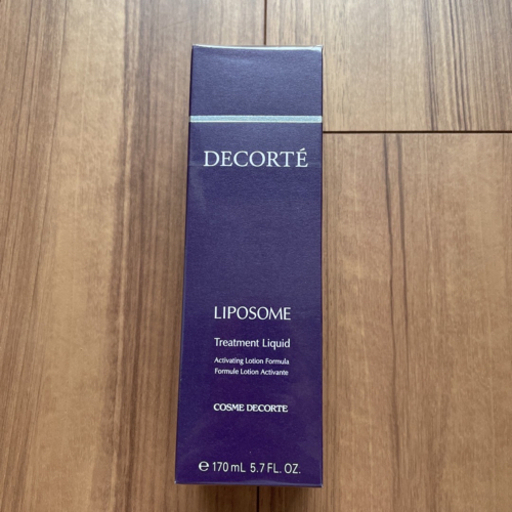 DECORTÉ
LIPOSOME
Treatment Liquid
Activating Lotion Formula
Formule Lotion Activante
COSME DECORTE
℮ 170 mL 5.7 FL. OZ.